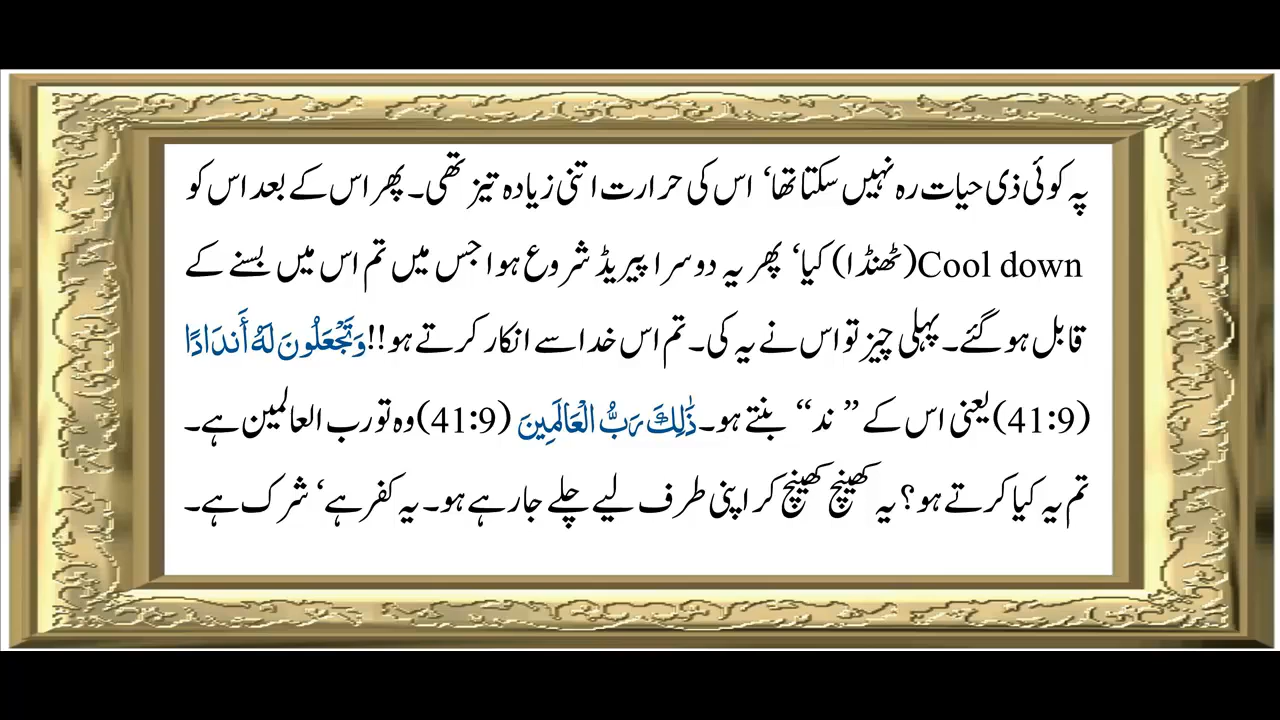 پہ کوئی ذی حیات رہ نہیں سکتا تھا‘ اس کی حرارت اتنی زیادہ تیز تھی۔ پھر اس کے بعد اس کو
Cool down(ٹھنڈا) کیا‘ پھر یہ دوسرا پیریڈ شروع ہوا جس میں تم اس میں بسنے کے
قابل ہو گئے۔ پہلی چیز تو اس نے یہ کی۔ تم اس خدا سے انکار کرتے ہو!! وَتَجْعَلُونَ لَهُ أَندَادًا
(41:9) یعنی اس کے ”ند“ بنتے ہو۔ ذَٰلِكَ رَبُّ الْعَالَمِينَ (41:9) وہ تو رب العالمین ہے۔
تم یہ کیا کرتے ہو؟ یہ کھینچ کھینچ کر اپنی طرف لیے چلے جا رہے ہو۔ یہ کفر ہے‘ شرک ہے۔